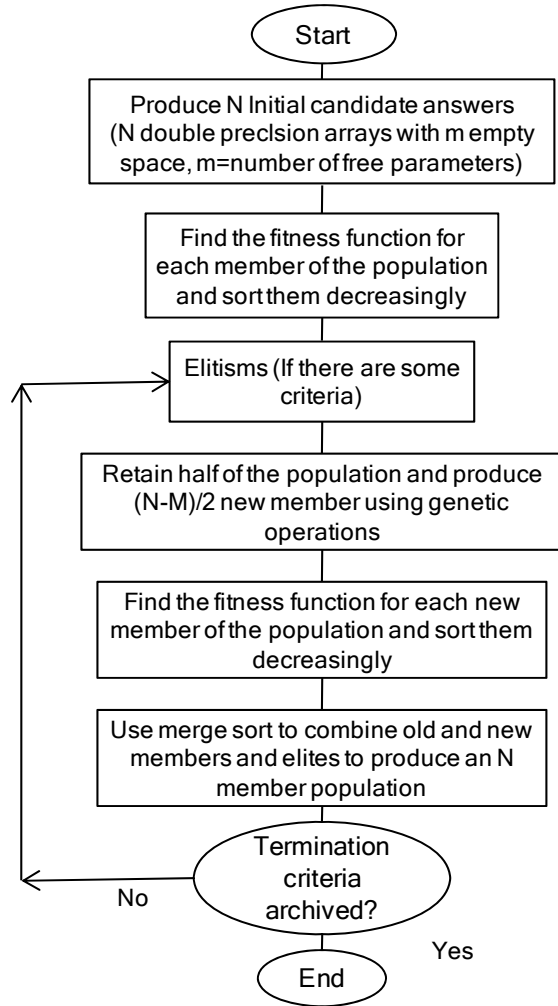 Start
Produce N Initial candidate answers
(N double preclsion arrays with m empty
space, m=number of free parameters)
Find the fitness function for
each member of the population
and sort them decreasingly
Elitisms (If there are some
criteria)
Retain half of the population and produce
(N-M)/2 new member using genetic
operations
Find the fitness function for each new
member of the population and sort them
decreasingly
Use merge sort to combine old and new
members and elites to produce an N
member population
Termination
criteria
archived?
No
Yes
End